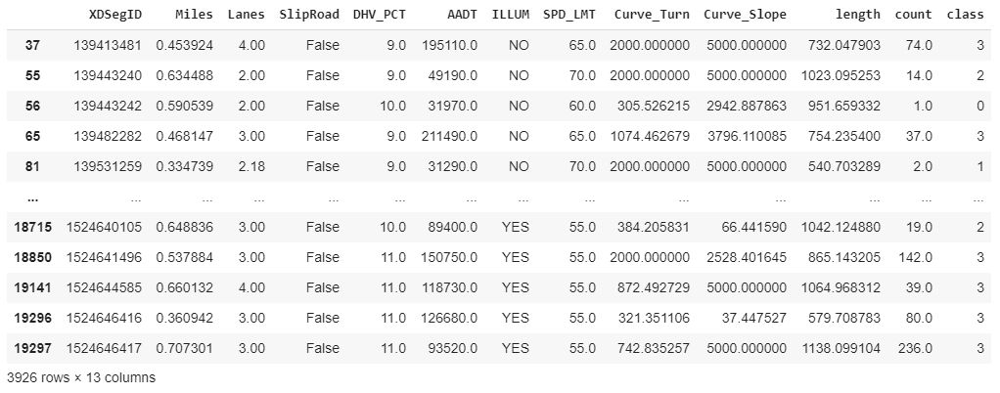 XDSegID Miles Lanes SlipRoad DHV_PCT AADT ILLUM SPD_LMT Curve_Turn Curve_Slope length count class
37 139413481 0.453924 4.00 False 9.0 195110.0 NO 65.0 2000.000000 5000.000000 732.047903 74.0 3
55 139443240 0.634488 2.00 False 9.0 49190.0 NO 70.0 2000.000000 5000.000000 1023.095253 14.0 2
56 139443242 0.590539 2.00 False 10.0 31970.0 NO 60.0 305.526215 2942.887863 951.659332 1.0 0
65 139482282 0.468147 3.00 False 9.0 211490.0 NO 65.0 1074.462679 3796.110085 754.235400 37.0 3
81 139531259 0.334739 2.18 False 9.0 31290.0 NO 70.0 2000.000000 5000.000000 540.703289 2.0 1
... ... ... ... ... ... ... ... ... ... ... ... ... ...
18715 1524640105 0.648836 3.00 False 10.0 89400.0 YES 55.0 384.205831 66.441590 1042.124880 19.0 2
18850 1524641496 0.537884 3.00 False 11.0 150750.0 YES 55.0 2000.000000 2528.401645 865.143205 142.0 3
19141 1524644585 0.660132 4.00 False 11.0 118730.0 YES 55.0 872.492729 5000.000000 1064.968312 39.0 3
19296 1524646416 0.360942 3.00 False 11.0 126680.0 YES 55.0 321.351106 37.447527 579.708783 80.0 3
19297 1524646417 0.707301 3.00 False 11.0 93520.0 YES 55.0 742.835257 5000.000000 1138.099104 236.0 3
3926 rows × 13 columns